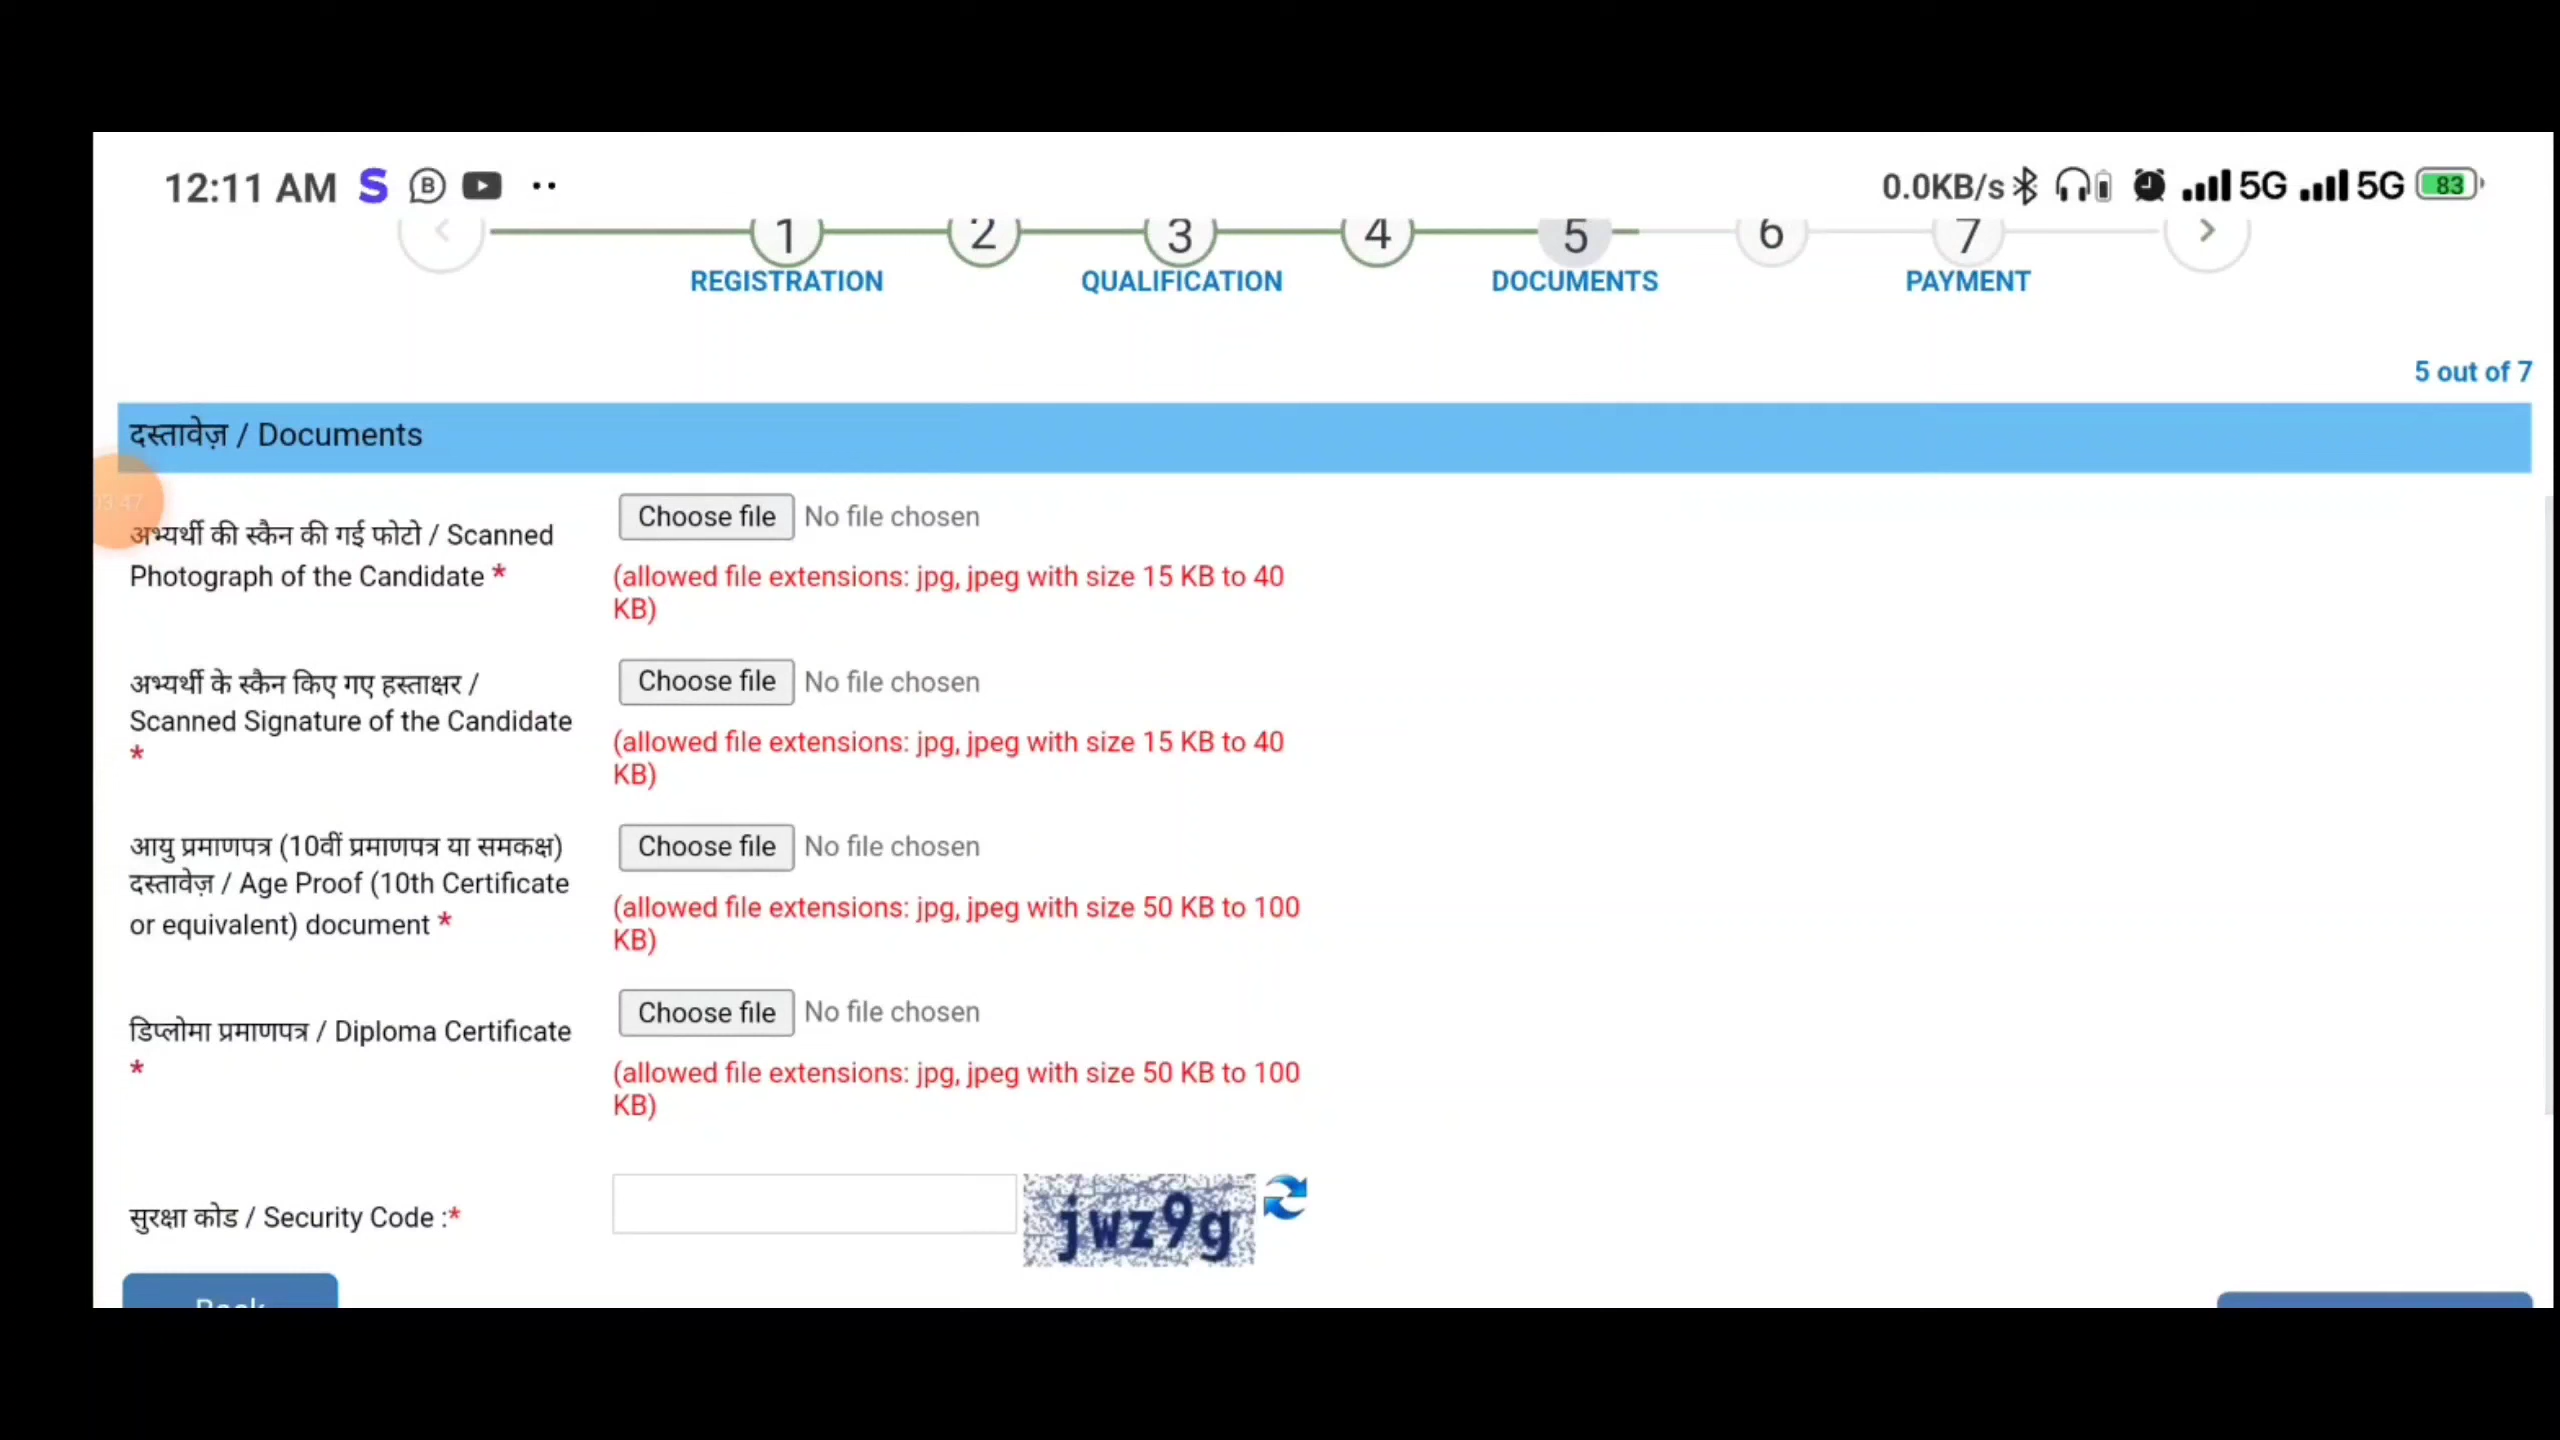 12:11 AM S B ··
0.0KB/s 5G 5G 83
1 2 3 4 5 6 7
REGISTRATION QUALIFICATION DOCUMENTS PAYMENT
5 out of 7
दस्तावेज़ / Documents
03:47
अभ्यर्थी की स्कैन की गई फोटो / Scanned
Photograph of the Candidate *
Choose file No file chosen
(allowed file extensions: jpg, jpeg with size 15 KB to 40
KB)
अभ्यर्थी के स्कैन किए गए हस्ताक्षर /
Scanned Signature of the Candidate
*
Choose file No file chosen
(allowed file extensions: jpg, jpeg with size 15 KB to 40
KB)
आयु प्रमाणपत्र (10वीं प्रमाणपत्र या समकक्ष)
दस्तावेज़ / Age Proof (10th Certificate
or equivalent) document *
Choose file No file chosen
(allowed file extensions: jpg, jpeg with size 50 KB to 100
KB)
डिप्लोमा प्रमाणपत्र / Diploma Certificate
*
Choose file No file chosen
(allowed file extensions: jpg, jpeg with size 50 KB to 100
KB)
सुरक्षा कोड / Security Code :*
jwz9g
Back